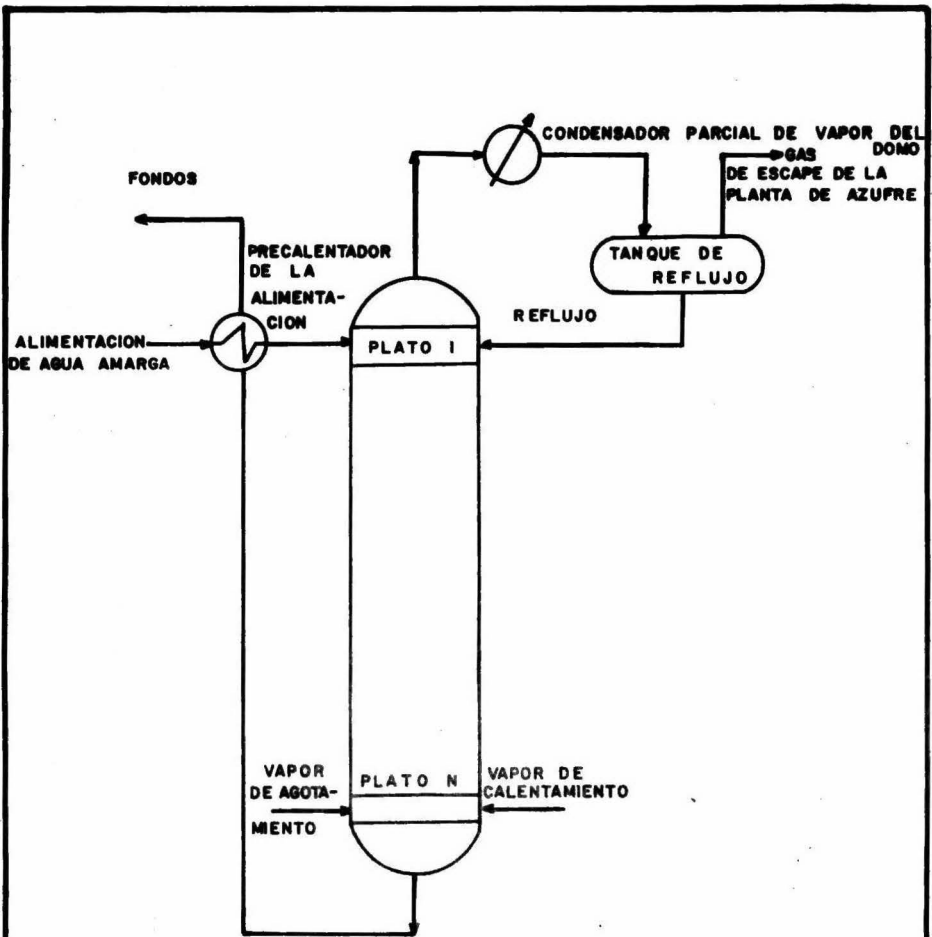 CONDENSADOR PARCIAL DE VAPOR DEL
DOMO
GAS
DE ESCAPE DE LA
PLANTA DE AZUFRE
FONDOS
PRECALENTADOR
DE LA
ALIMENTA-
CION
TANQUE DE
REFLUJO
REFLUJO
ALIMENTACION
DE AGUA AMARGA
PLATO I
VAPOR
DE AGOTA-
MIENTO
PLATO N
VAPOR DE
CALENTAMIENTO